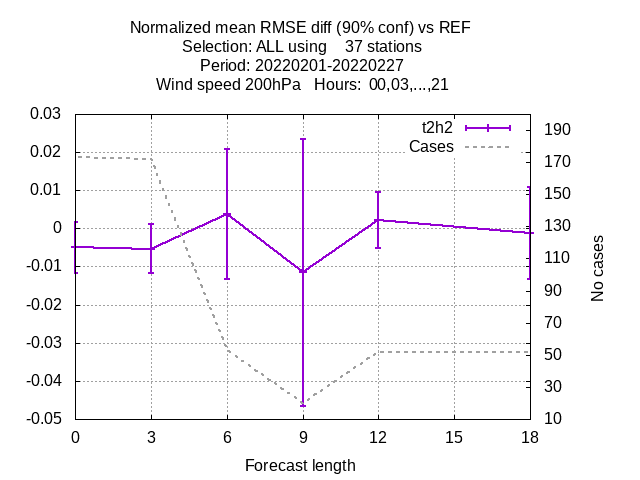 Normalized mean RMSE diff (90% conf) vs REF
Selection: ALL using 37 stations
Period: 20220201-20220227
Wind speed 200hPa Hours: 00,03,...,21
t2h2
Cases
0.03
0.02
0.01
0
-0.01
-0.02
-0.03
-0.04
-0.05
190
170
150
130
110
90
70
50
30
10
No cases
0 3 6 9 12 15 18
Forecast length